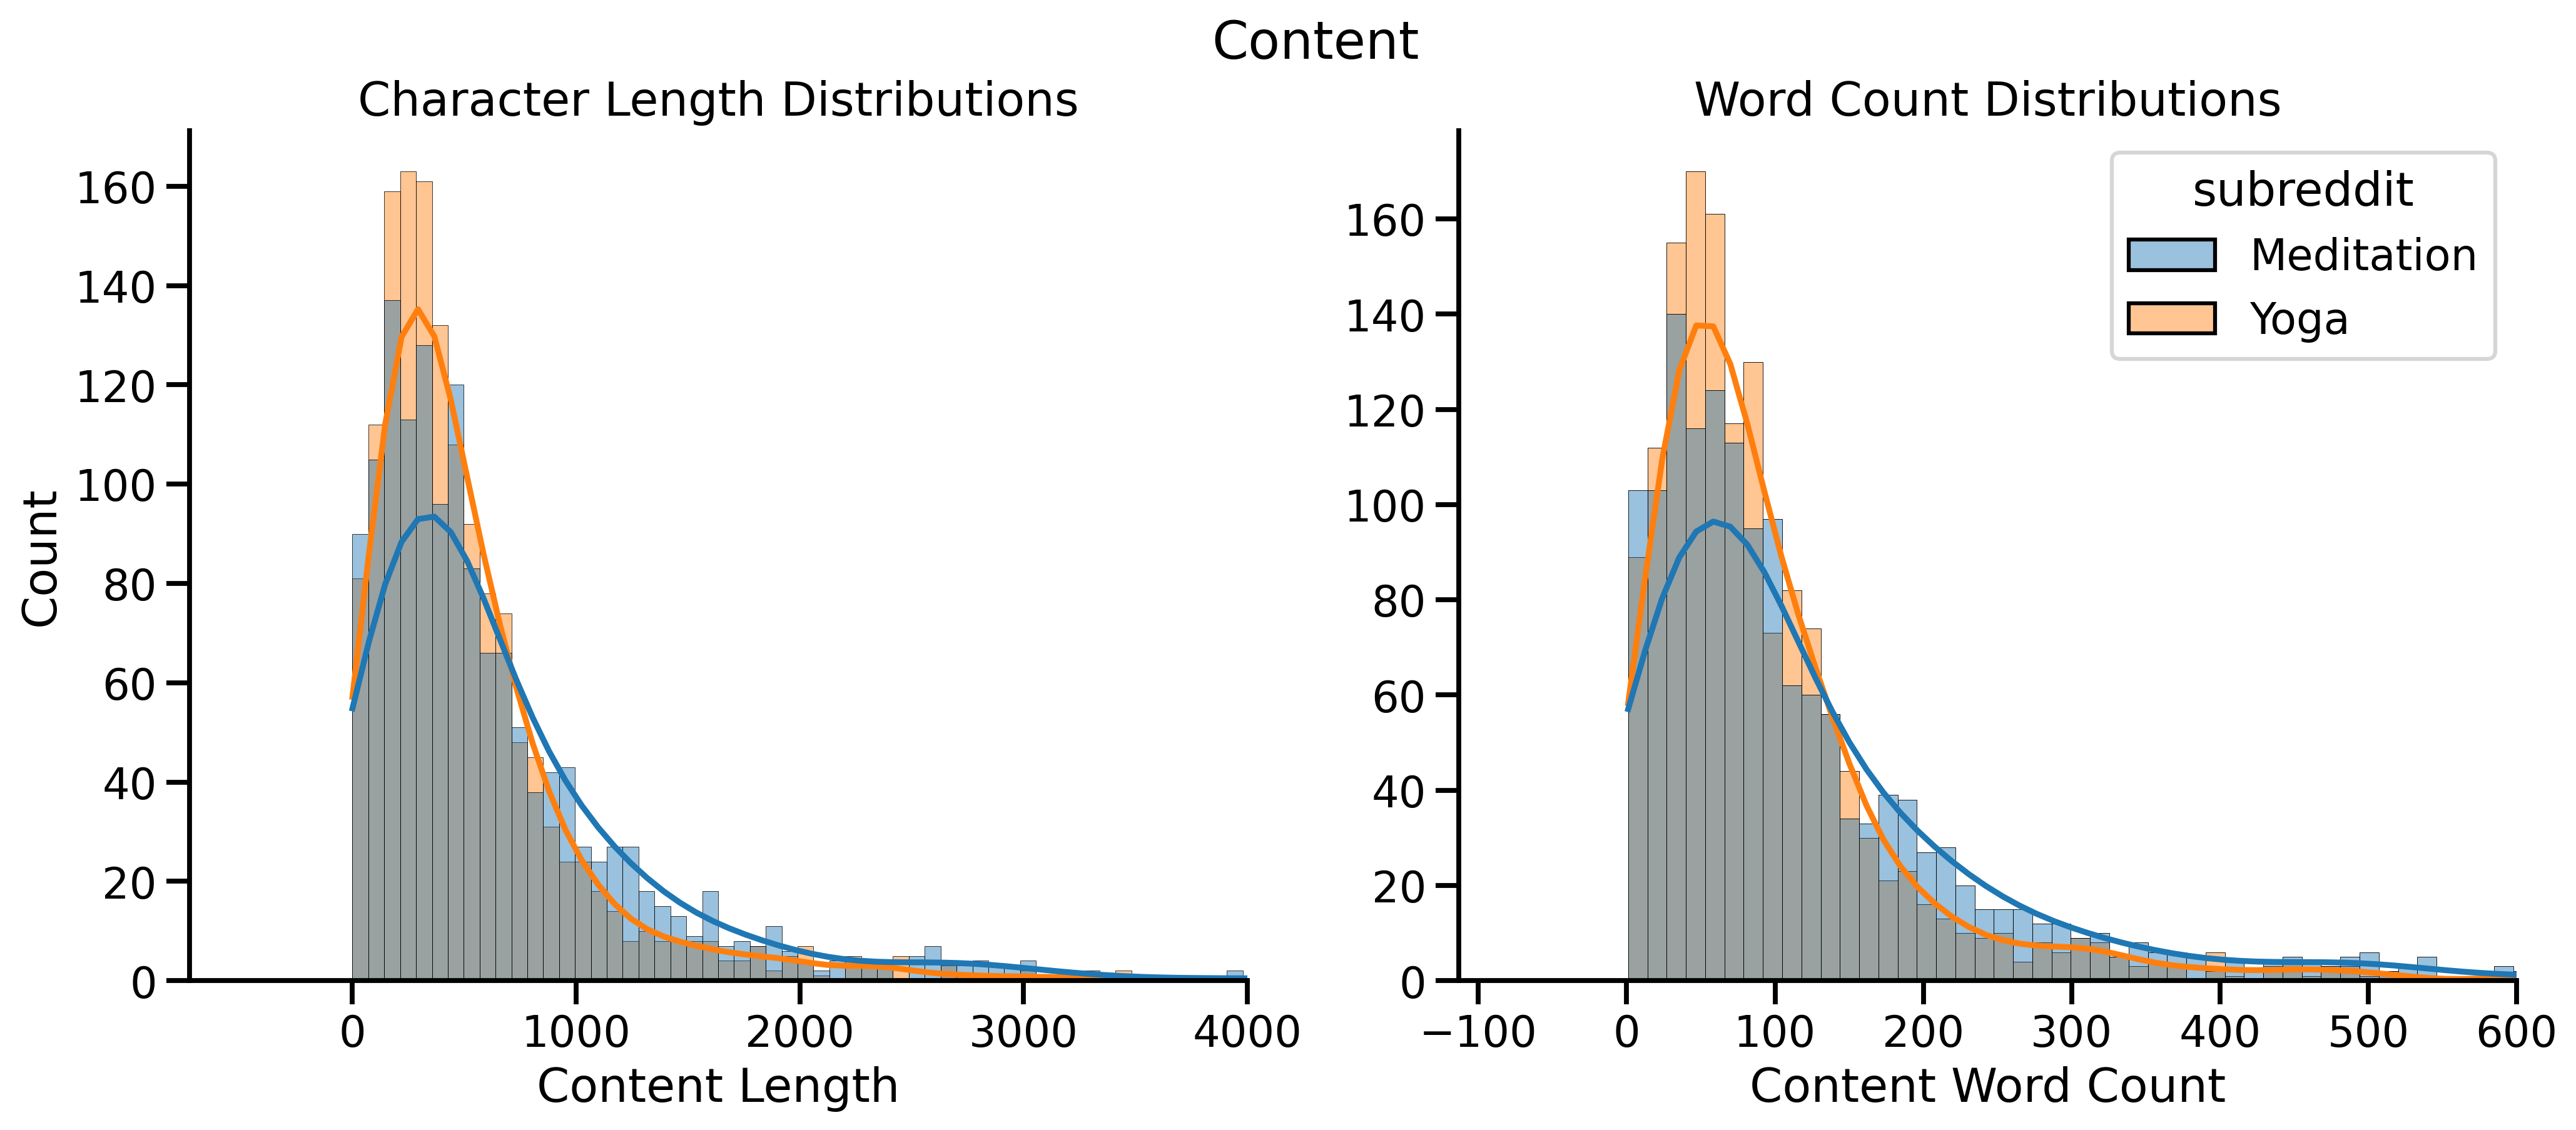 Content
Character Length Distributions
Count
160
140
120
100
80
60
40
20
0
0 1000 2000 3000 4000
Content Length
Word Count Distributions
subreddit
Meditation
Yoga
160
140
120
100
80
60
40
20
0
−100 0 100 200 300 400 500 600
Content Word Count